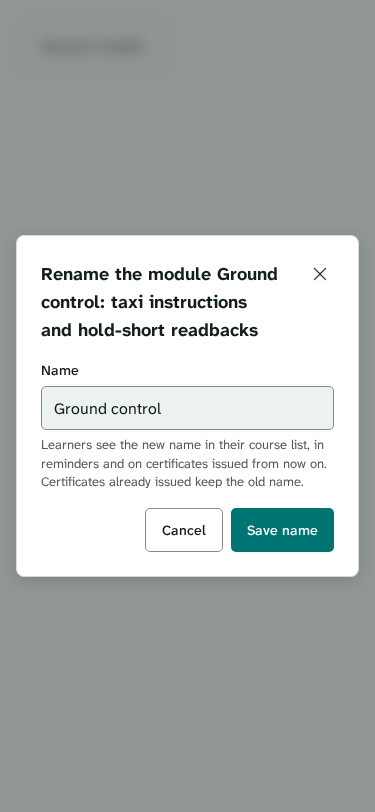 Rename the module Ground
control: taxi instructions
and hold-short readbacks
Name
Ground control
Learners see the new name in their course list, in
reminders and on certificates issued from now on.
Certificates already issued keep the old name.
Cancel
Save name